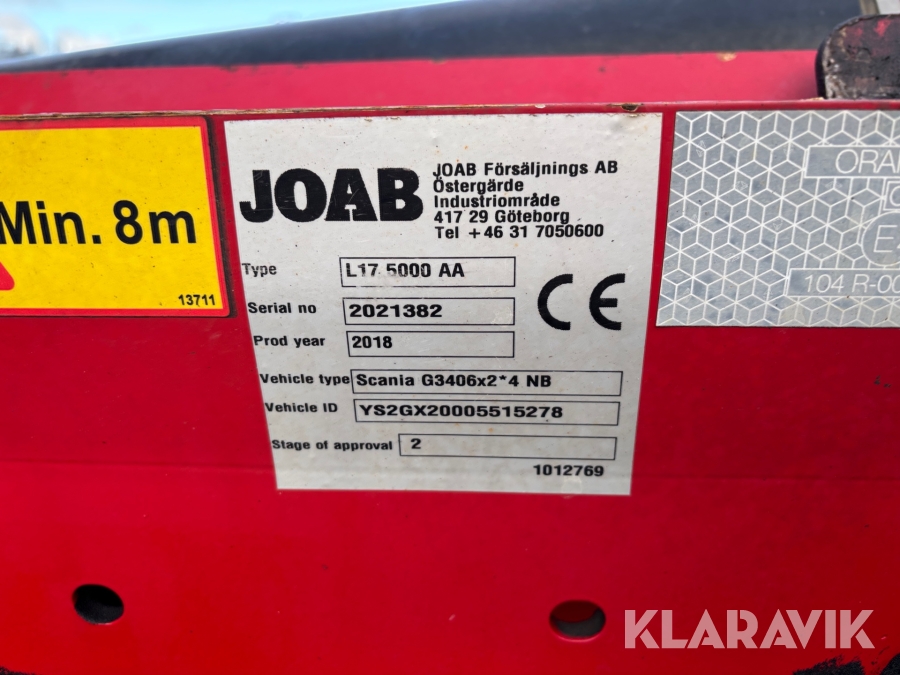 Min. 8m
13711
JOAB
JOAB Försäljnings AB
Östergärde
Industriområde
417 29 Göteborg
Tel +46 31 7050600
Type L17 5000 AA
Serial no 2021382
Prod year 2018
Vehicle type Scania G3406x2*4 NB
Vehicle ID YS2GX20005515278
Stage of approval 2
1012769
CE
104 R-00
KLARAVIK